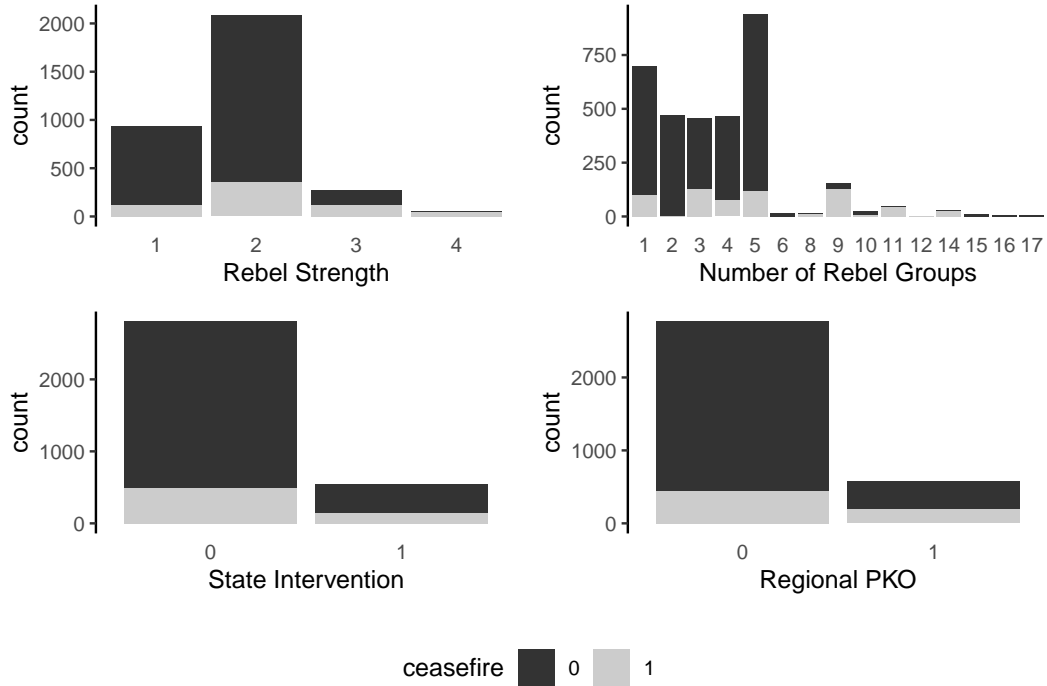 2000
1500
1000
500
0
count
1 2 3 4
Rebel Strength
750
500
250
0
count
1 2 3 4 5 6 8 9 10 11 12 14 15 16 17
Number of Rebel Groups
2000
1000
0
count
0 1
State Intervention
2000
1000
0
count
0 1
Regional PKO
ceasefire 0 1